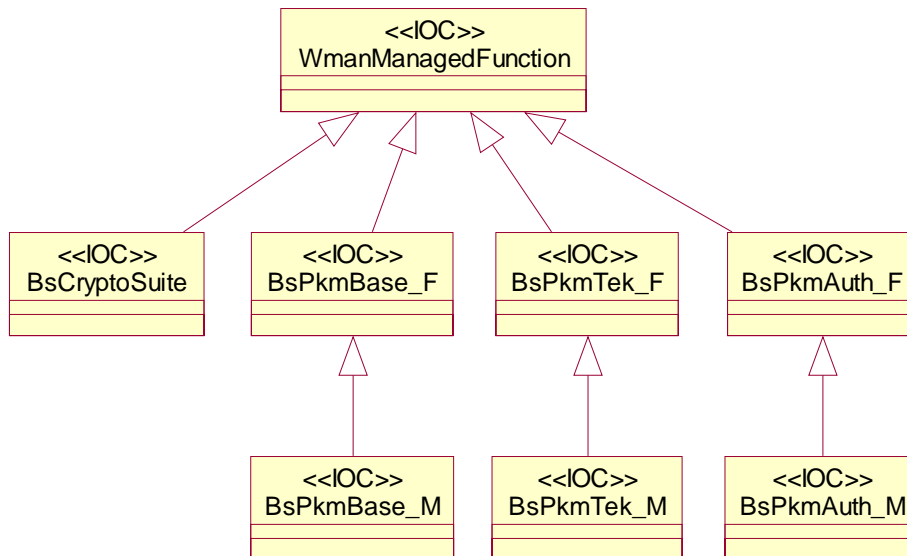 <<IOC>>
WmanManagedFunction
<<IOC>>
BsCryptoSuite
<<IOC>>
BsPkmBase_F
<<IOC>>
BsPkmTek_F
<<IOC>>
BsPkmAuth_F
<<IOC>>
BsPkmBase_M
<<IOC>>
BsPkmTek_M
<<IOC>>
BsPkmAuth_M